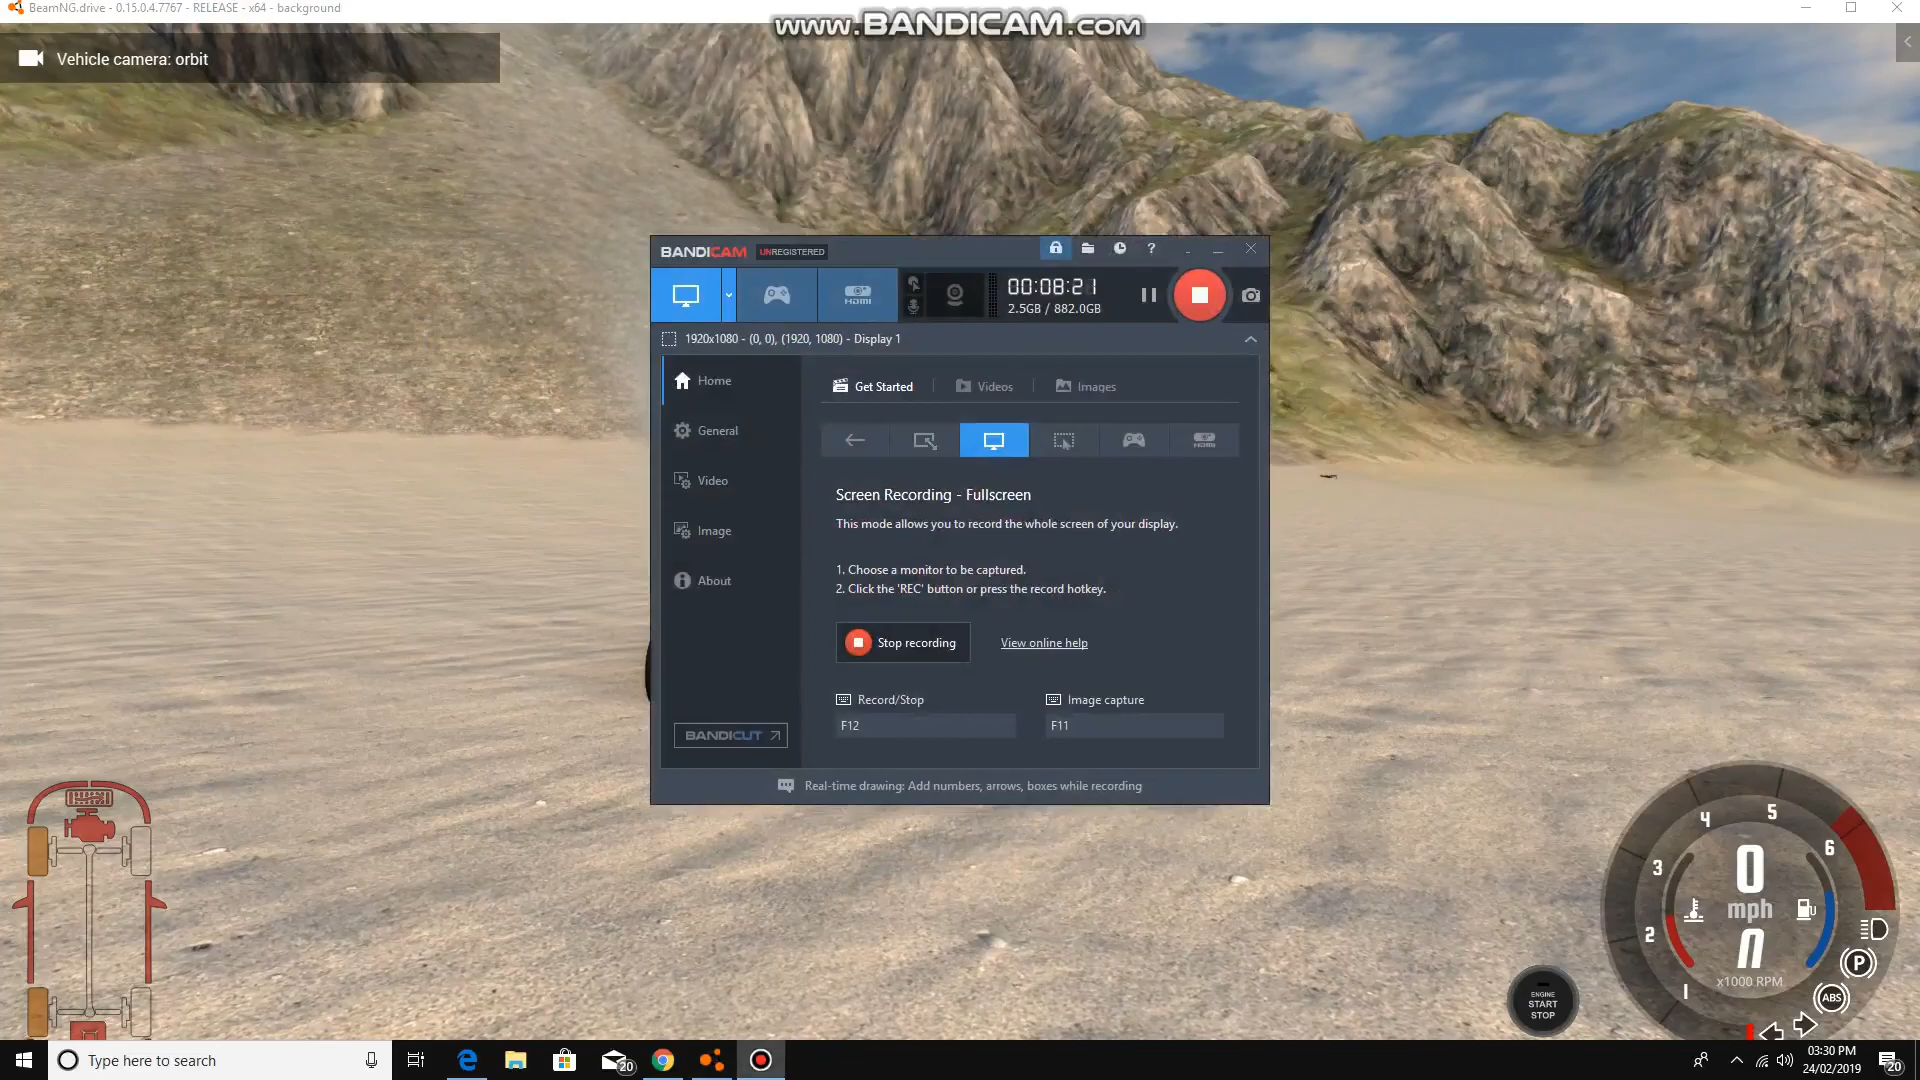 BeamNG.drive - 0.15.0.4.7767 - RELEASE - x64 - background
www.BANDICAM.com
Vehicle camera: orbit
BANDICAM UNREGISTERED
?
HDMI
00:08:21
2.5GB / 882.0GB
1920x1080 - (0, 0), (1920, 1080) - Display 1
Home
General
Video
Image
About
BANDICUT
Get Started
Videos
Images
HDMI
Screen Recording - Fullscreen
This mode allows you to record the whole screen of your display.
1. Choose a monitor to be captured.
2. Click the 'REC' button or press the record hotkey.
Stop recording
View online help
Record/Stop
F12
Image capture
F11
Real-time drawing: Add numbers, arrows, boxes while recording
1
2
3
4
5
6
0
mph
n
x1000 RPM
P
ABS
ENGINE
START
STOP
Type here to search
20
03:30 PM
24/02/2019
20